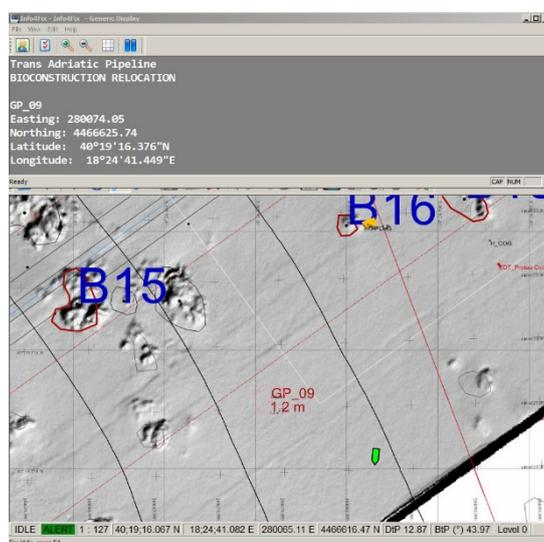 Info4Fix - Info4Fix - Generic Display
File View Edit Help
Trans Adriatic Pipeline
BIOCONSTRUCTION RELOCATION
GP_09
Easting: 280074.05
Northing: 4466625.74
Latitude: 40°19'16.376"N
Longitude: 18°24'41.449"E
Ready
CAP NUM
B16
H_COG
B15
GP_09
1.2 m
IDLE ALERT 1 : 127 40;19;16.067 N 18;24;41.082 E 280065.11 E 4466616.47 N DtP 12.87 BtP (°) 43.97 Level 0